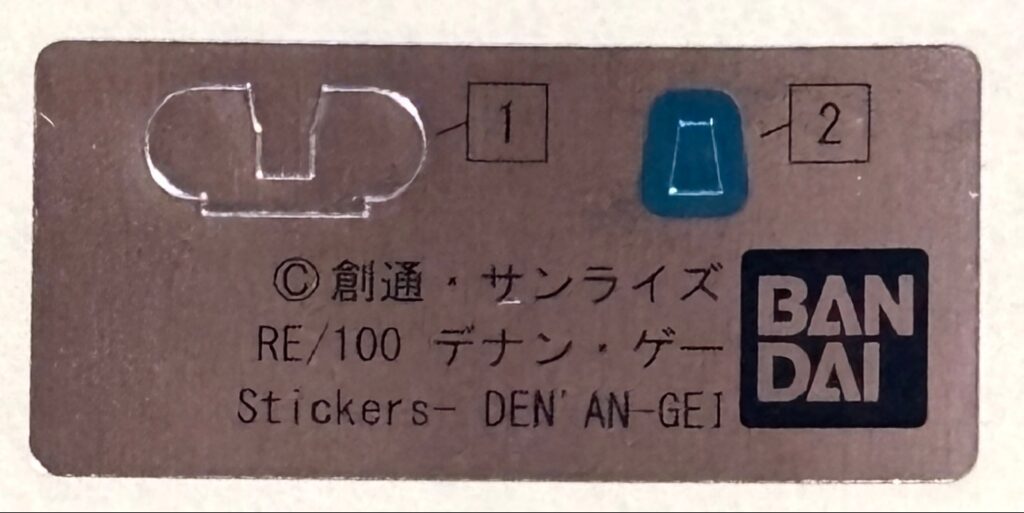 1
2
©創通・サンライズ
RE/100 デナン・ゲー
Stickers- DEN'AN-GEI
BAN
DAI